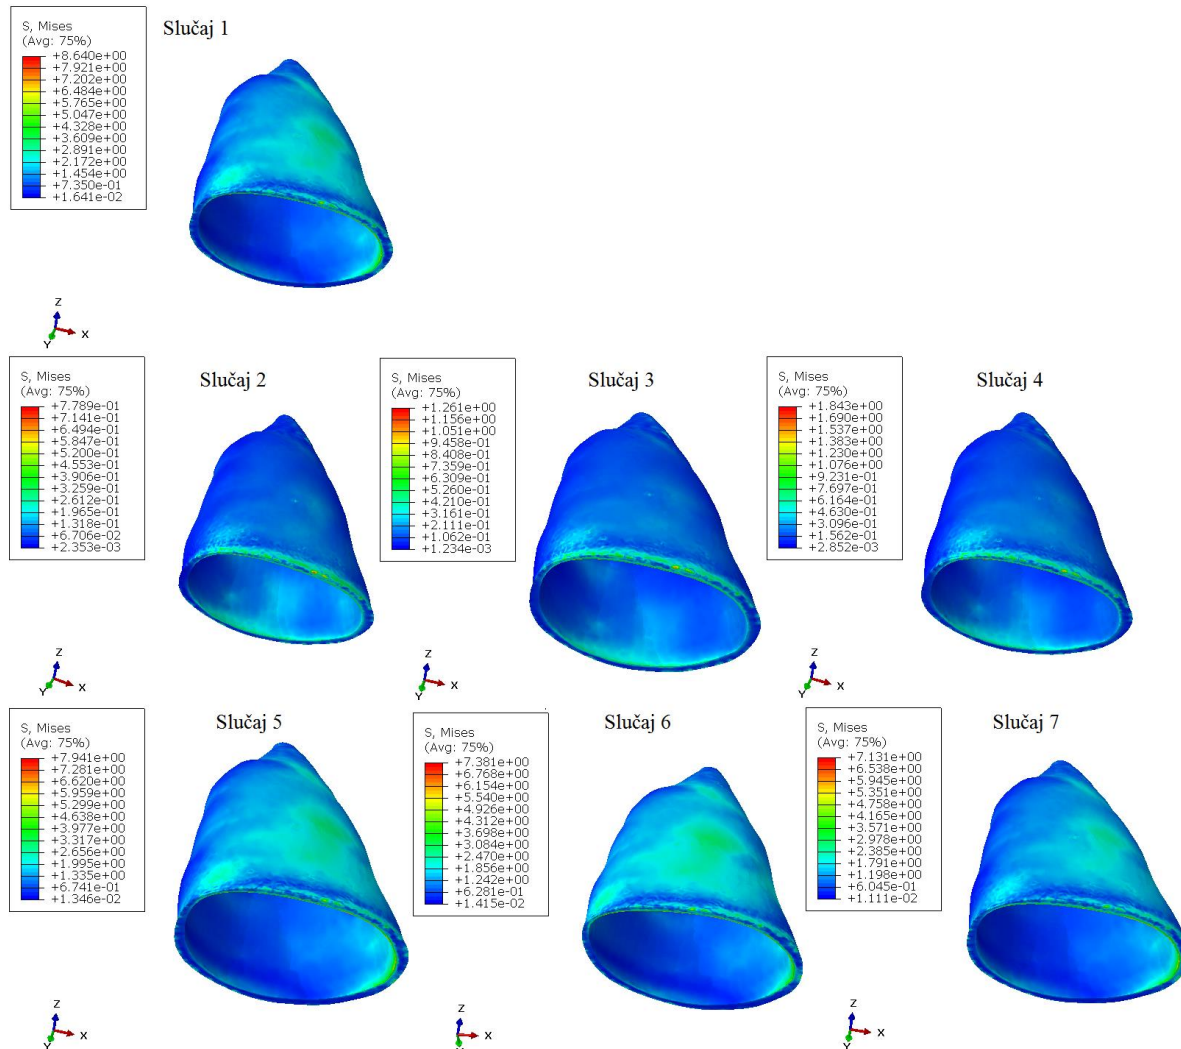 Slučaj 1
S, Mises
(Avg: 75%)
+8.640e+00
+7.921e+00
+7.202e+00
+6.484e+00
+5.765e+00
+5.047e+00
+4.328e+00
+3.609e+00
+2.891e+00
+2.172e+00
+1.454e+00
+7.350e-01
+1.641e-02
Z
X
Y
Slučaj 2
S, Mises
(Avg: 75%)
+7.789e-01
+7.141e-01
+6.494e-01
+5.847e-01
+5.200e-01
+4.553e-01
+3.906e-01
+3.259e-01
+2.612e-01
+1.965e-01
+1.318e-01
+6.706e-02
+2.353e-03
Z
X
Y
Slučaj 3
S, Mises
(Avg: 75%)
+1.261e+00
+1.156e+00
+1.051e+00
+9.458e-01
+8.408e-01
+7.359e-01
+6.309e-01
+5.260e-01
+4.210e-01
+3.161e-01
+2.111e-01
+1.062e-01
+1.234e-03
Z
X
Y
Slučaj 4
S, Mises
(Avg: 75%)
+1.843e+00
+1.690e+00
+1.537e+00
+1.383e+00
+1.230e+00
+1.076e+00
+9.231e-01
+7.697e-01
+6.164e-01
+4.630e-01
+3.096e-01
+1.562e-01
+2.852e-03
Z
X
Y
Slučaj 5
S, Mises
(Avg: 75%)
+7.941e+00
+7.281e+00
+6.620e+00
+5.959e+00
+5.299e+00
+4.638e+00
+3.977e+00
+3.317e+00
+2.656e+00
+1.995e+00
+1.335e+00
+6.741e-01
+1.346e-02
Z
X
Y
Slučaj 6
S, Mises
(Avg: 75%)
+7.381e+00
+6.768e+00
+6.154e+00
+5.540e+00
+4.926e+00
+4.312e+00
+3.698e+00
+3.084e+00
+2.470e+00
+1.856e+00
+1.242e+00
+6.281e-01
+1.415e-02
Z
X
Y
Slučaj 7
S, Mises
(Avg: 75%)
+7.131e+00
+6.538e+00
+5.945e+00
+5.351e+00
+4.758e+00
+4.165e+00
+3.571e+00
+2.978e+00
+2.385e+00
+1.791e+00
+1.198e+00
+6.045e-01
+1.111e-02
Z
X
Y